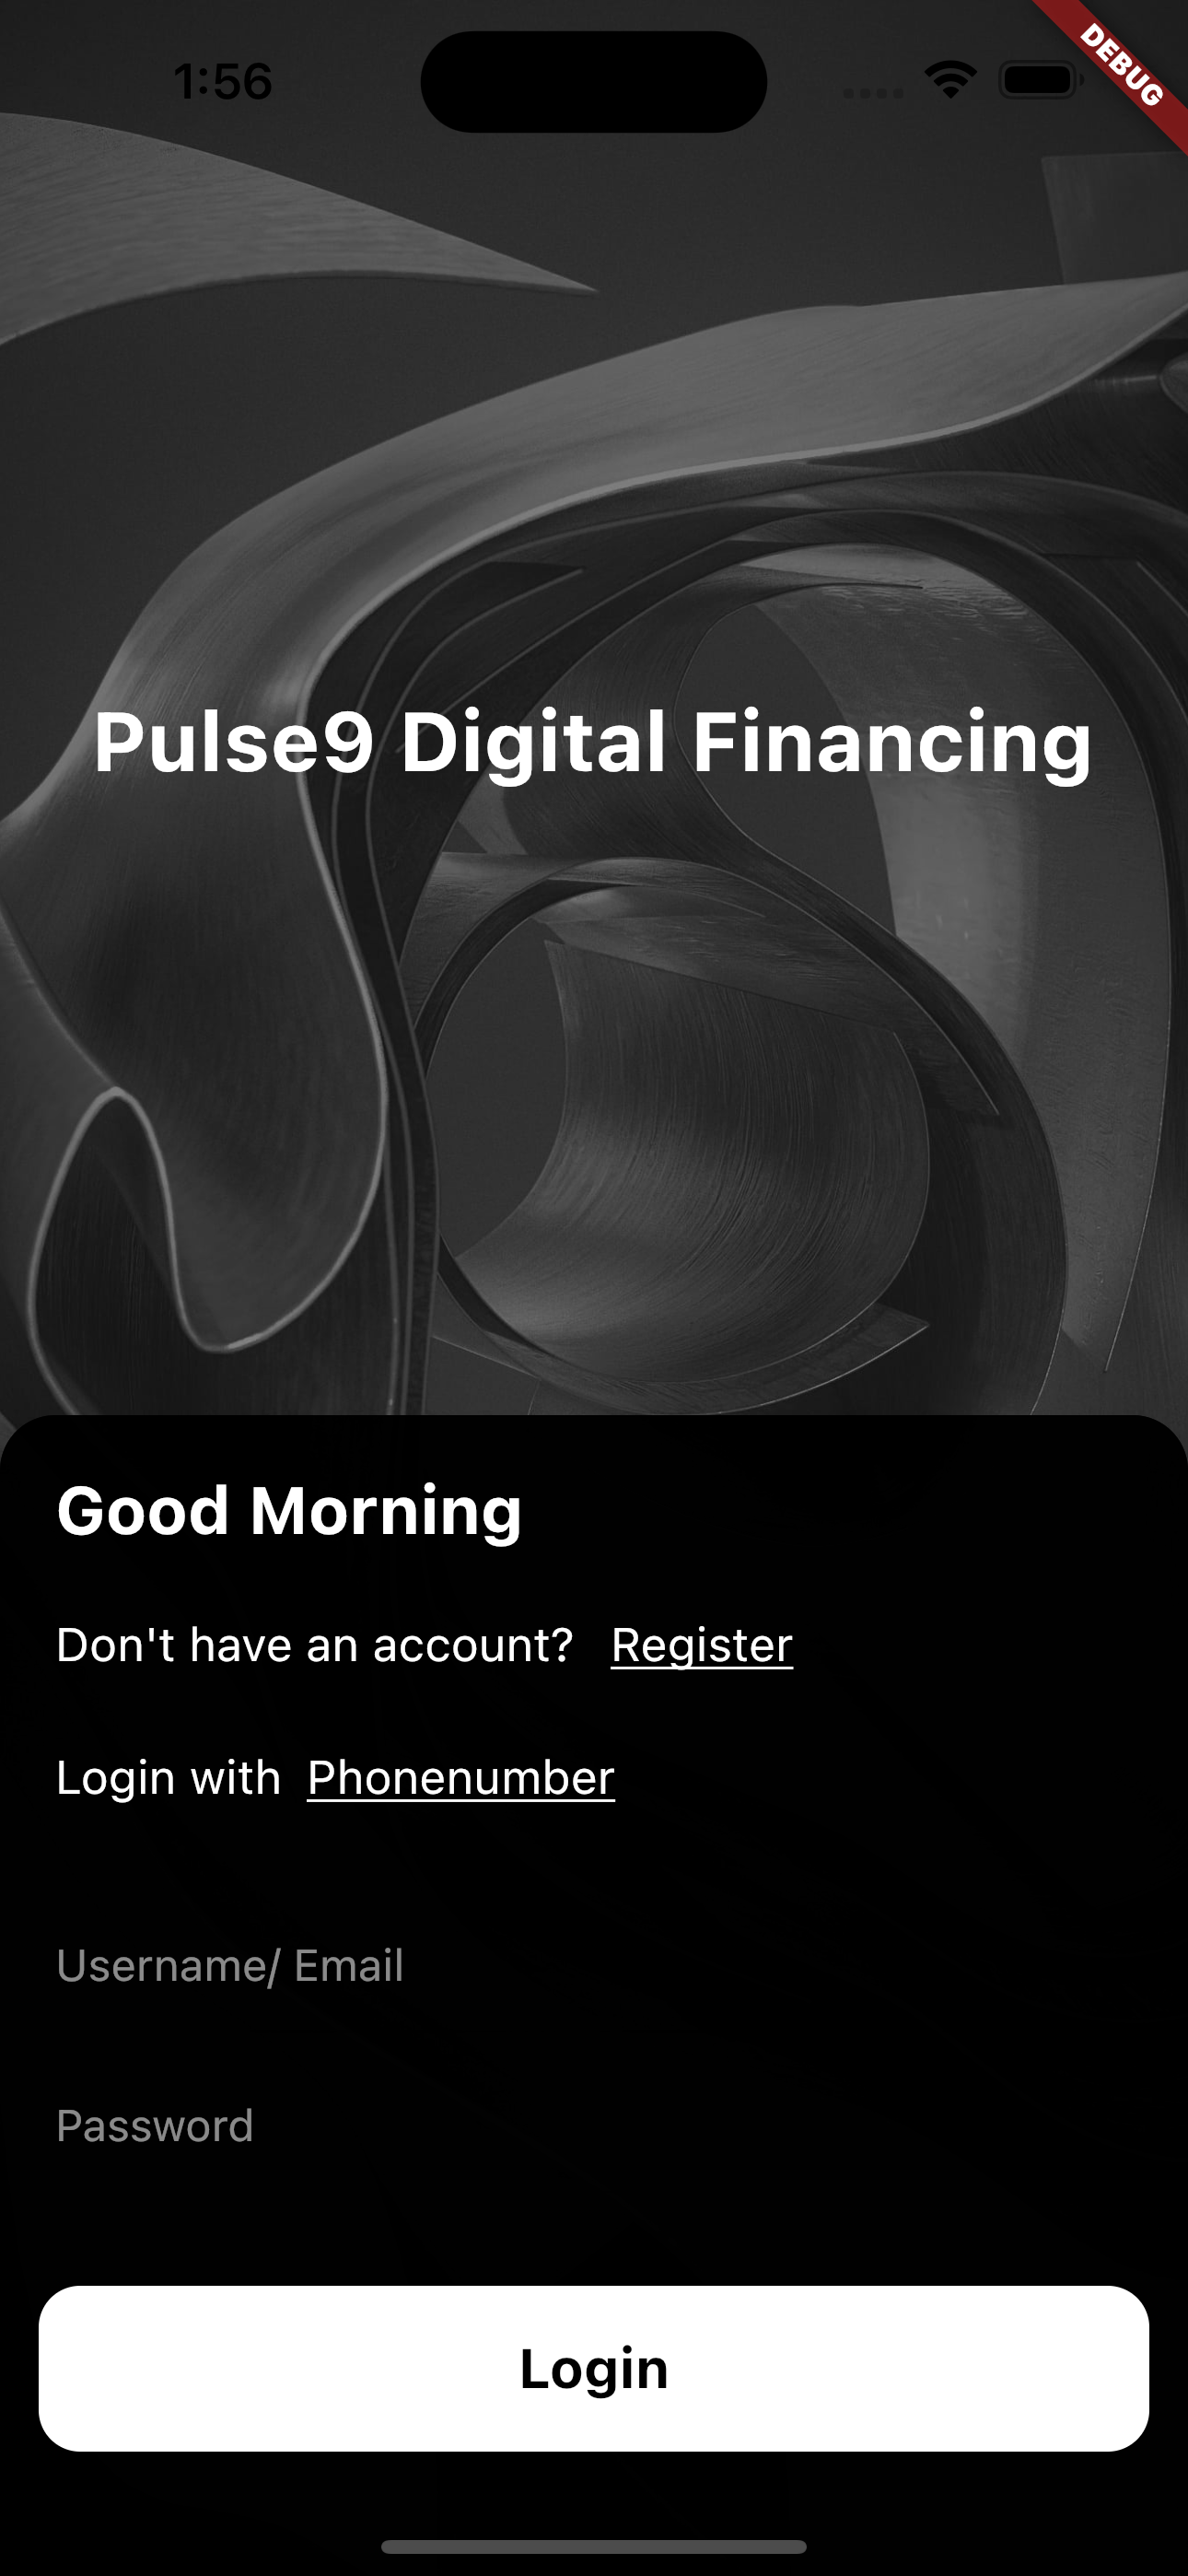 1:56
DEBUG
Pulse9 Digital Financing
Good Morning
Don't have an account? Register
Login with Phonenumber
Username/ Email
Password
Login